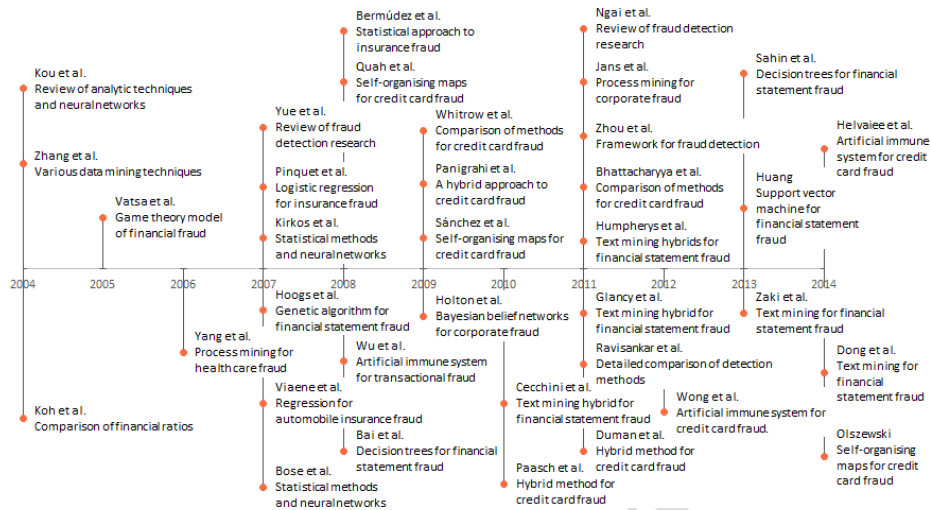 Kou et al.
Review of analytic techniques
and neural networks
Zhang et al.
Various data mining techniques
Vatsa et al.
Game theory model
of financial fraud
Yue et al.
Review of fraud
detection research
Pinquet et al.
Logistic regression
for insurance fraud
Kirkos et al.
Statistical methods
and neural networks
Bermúdez et al.
Statistical approach to
insurance fraud
Quah et al.
Self-organising maps
for credit card fraud
Whitrow et al.
Comparison of methods
for credit card fraud
Panigrahi et al.
A hybrid approach to
credit card fraud
Sánchez et al.
Self-organising maps for
credit card fraud
Ngai et al.
Review of fraud detection
research
Jans et al.
Process mining for
corporate fraud
Zhou et al.
Framework for fraud detection
Bhattacharyya et al.
Comparison of methods
for credit card fraud
Humpherys et al.
Text mining hybrids for
financial statement fraud
Sahin et al.
Decision trees for financial
statement fraud
Huang
Support vector
machine for
financial statement
fraud
Helvaiee et al.
Artificial immune
system for credit
card fraud
2004 2005 2006 2007 2008 2009 2010 2011 2012 2013 2014
Koh et al.
Comparison of financial ratios
Yang et al.
Process mining for
health care fraud
Hoogs et al.
Genetic algorithm for
financial statement fraud
Viaene et al.
Regression for
automobile insurance fraud
Bose et al.
Statistical methods
and neural networks
Wu et al.
Artificial immune system
for transactional fraud
Bai et al.
Decision trees for financial
statement fraud
Holton et al.
Bayesian belief networks
for corporate fraud
Cecchini et al.
Text mining hybrid for
financial statement fraud
Paasch et al.
Hybrid method for
credit card fraud
Glancy et al.
Text mining hybrid for
financial statement fraud
Ravisankar et al.
Detailed comparison of detection
methods
Duman et al.
Hybrid method for
credit card fraud
Wong et al.
Artificial immune system for
credit card fraud.
Zaki et al.
Text mining for financial
statement fraud
Dong et al.
Text mining for
financial
statement fraud
Olszewski
Self-organising
maps for credit
card fraud